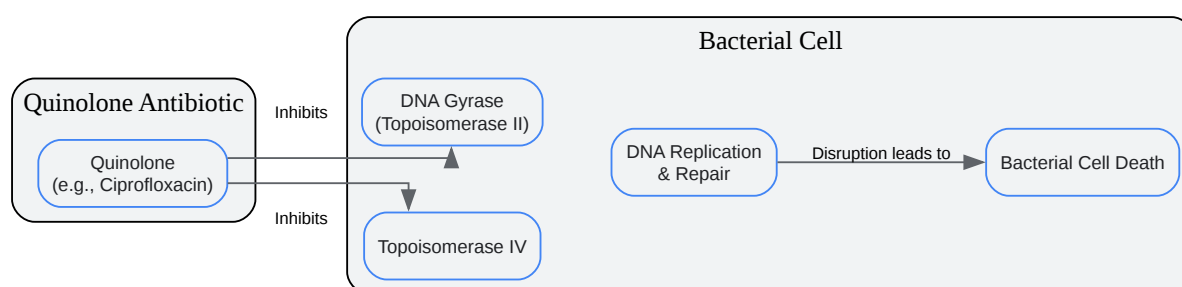 Bacterial Cell
Quinolone Antibiotic
Inhibits
DNA Gyrase
(Topoisomerase II)
Quinolone
(e.g., Ciprofloxacin)
DNA Replication
& Repair
Disruption leads to
Bacterial Cell Death
Inhibits
Topoisomerase IV